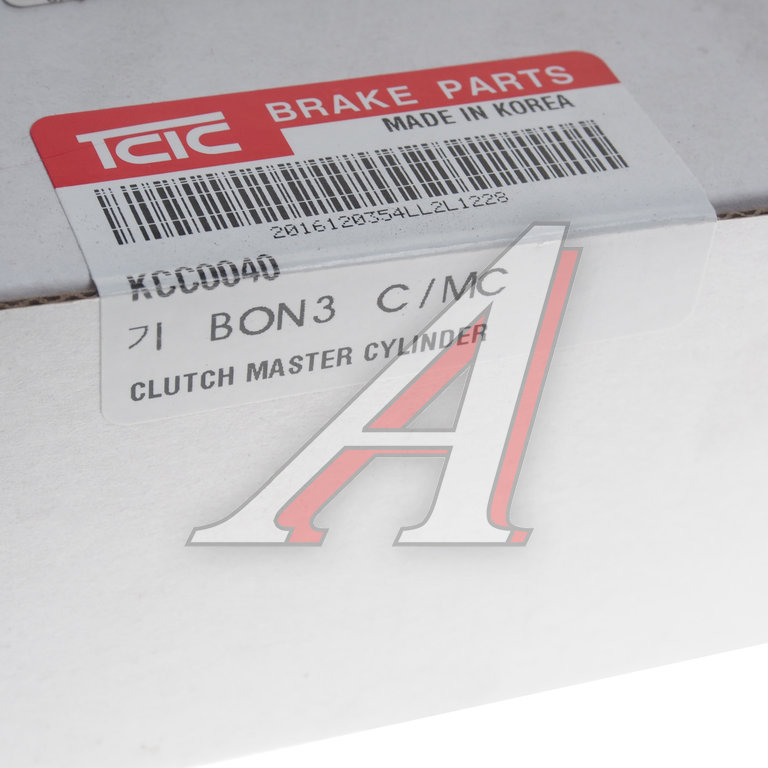 TCIC BRAKE PARTS
MADE IN KOREA
2016120354LL2L1228
KCC0040
기 BON3 C/MC
CLUTCH MASTER CYLINDER
A